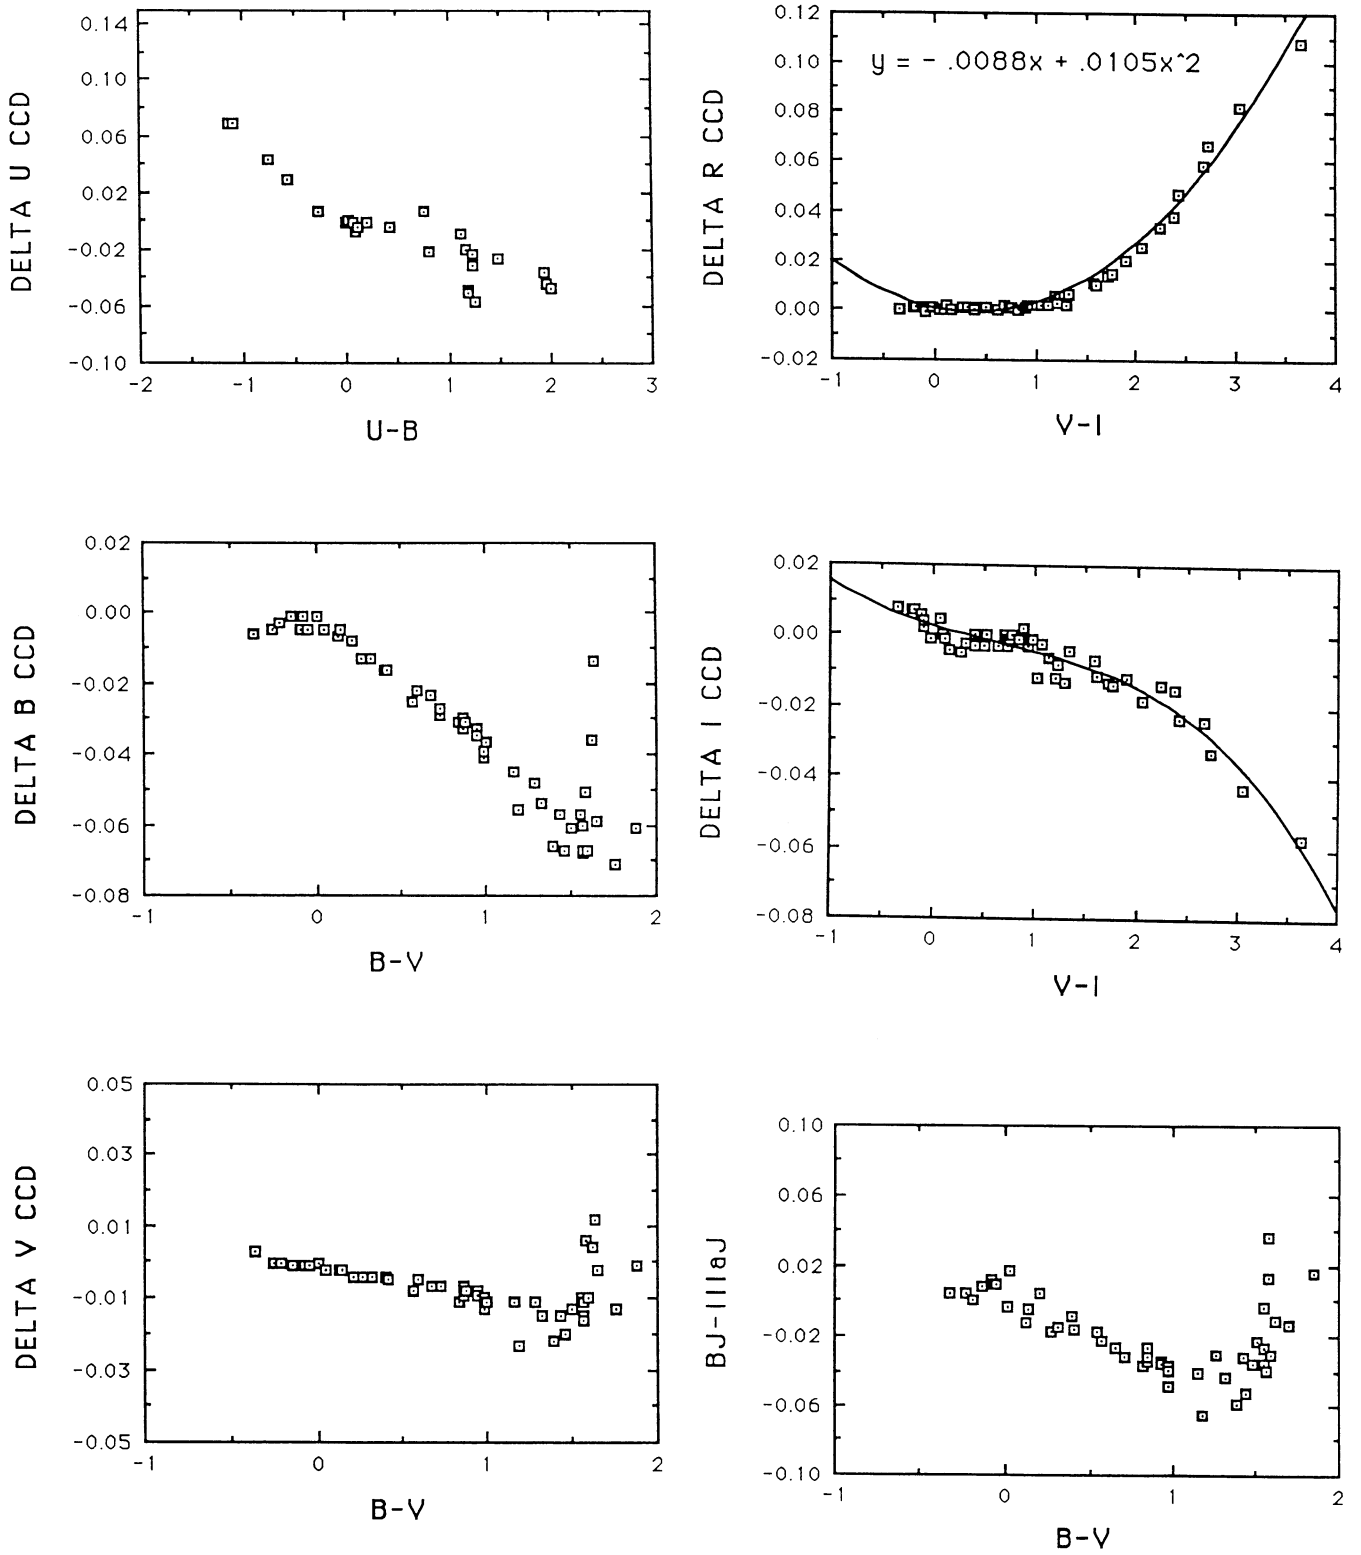 DELTA U CCD
0.14
0.10
0.06
0.02
-0.02
-0.06
-0.10
-2 -1 0 1 2 3
U-B
DELTA R CCD
0.12
0.10
0.08
0.06
0.04
0.02
0.00
-0.02
y = - .0088x + .0105x^2
-1 0 1 2 3 4
V-I
DELTA B CCD
0.02
0.00
-0.02
-0.04
-0.06
-0.08
-1 0 1 2
B-V
DELTA I CCD
0.02
0.00
-0.02
-0.04
-0.06
-0.08
-1 0 1 2 3 4
V-I
DELTA V CCD
0.05
0.03
0.01
-0.01
-0.03
-0.05
-1 0 1 2
B-V
BJ-IIIaJ
0.10
0.06
0.02
-0.02
-0.06
-0.10
-1 0 1 2
B-V